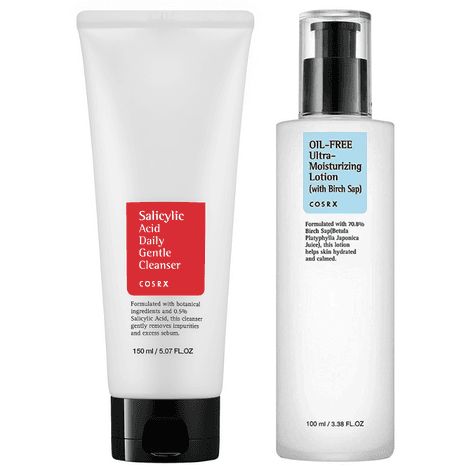 Salicylic
Acid
Daily
Gentle
Cleanser
COSRX
Formulated with botanical
ingredients and 0.5%
Salicylic Acid, this cleanser
gently removes impurities
and excess sebum.
150 ml / 5.07 FL.OZ
OIL-FREE
Ultra-
Moisturizing
Lotion
(with Birch Sap)
COSRX
Formulated with 70.8%
Birch Sap(Betula
Platyphylla Japonica
Juice), this lotion
helps skin hydrated
and calmed.
100 ml / 3.38 FL.OZ